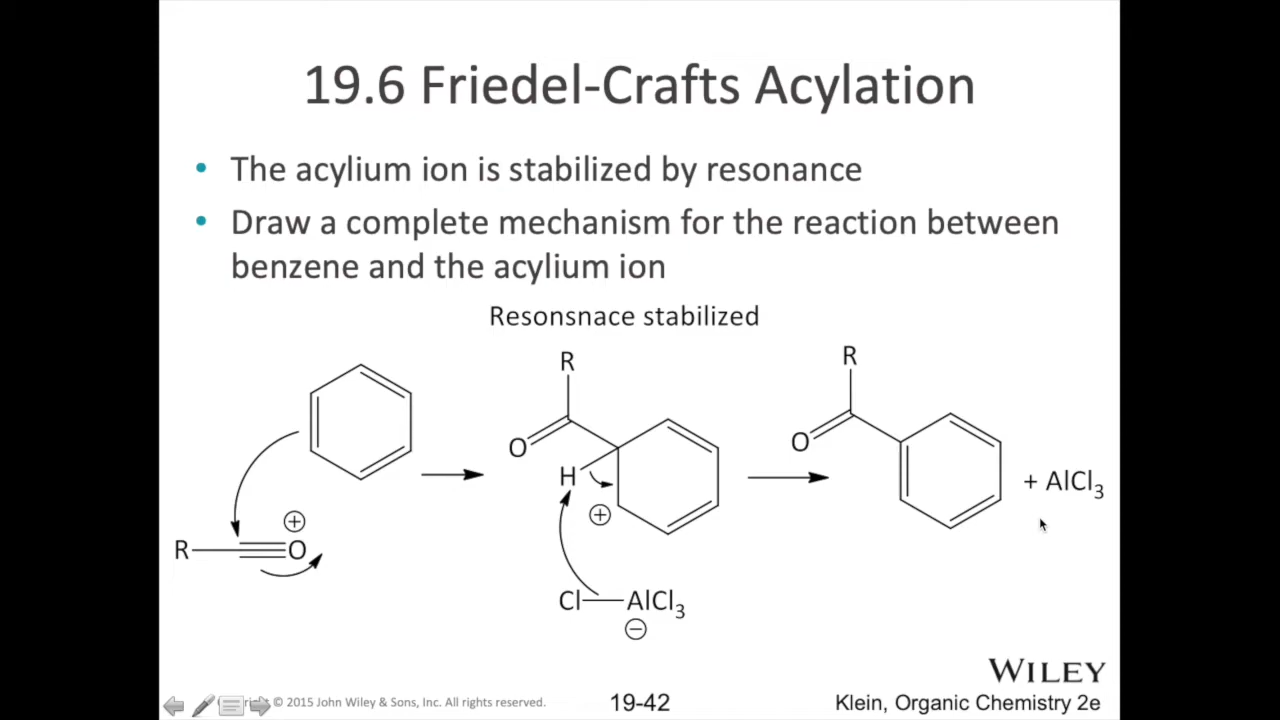 19.6 Friedel-Crafts Acylation
• The acylium ion is stabilized by resonance
• Draw a complete mechanism for the reaction between
benzene and the acylium ion
Resonsnace stabilized
R
R
O
O
H
+ AlCl3
⊕
⊕
R
O
Cl
AlCl3
⊖
WILEY
© 2015 John Wiley & Sons, Inc. All rights reserved.
19-42
Klein, Organic Chemistry 2e